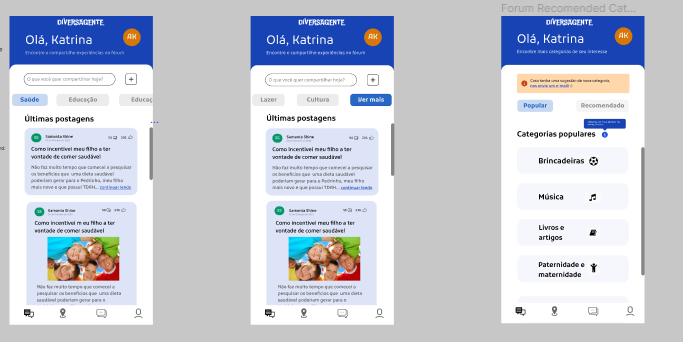 Forum Recomended Cat...
DIVERSAGENTE
Olá, Katrina
AK
Encontre e compartilhe experiências no fórum
O que você quer compartilhar hoje?
+
Saúde
Educação
Educaç
Últimas postagens
Samanta Shine
Como incentivei meu filho a ter
vontade de comer saudável
Não faz muito tempo que comecei a pesquisar
os benefícios que uma dieta saudável
poderiam gerar para o Pedrinho, meu filho
mais novo e que possui TDAH... continuar lendo
Samanta Shine
Como incentivei m eu filho a ter
vontade de comer saudável
Não faz muito tempo que comecei a
pesquisar os benefícios que uma dieta
saudável poderiam gerar para o
DIVERSAGENTE
Olá, Katrina
AK
Encontre e compartilhe experiências no fórum
O que você quer compartilhar hoje?
+
Lazer
Cultura
Ver mais
Últimas postagens
Samanta Shine
Como incentivei meu filho a ter
vontade de comer saudável
Não faz muito tempo que comecei a pesquisar
os benefícios que uma dieta saudável
poderiam gerar para o Pedrinho, meu filho
mais novo e que possui TDAH... continuar lendo
Samanta Shine
Como incentivei meu filho a ter
vontade de comer saudável
Não faz muito tempo que comecei a
pesquisar os benefícios que uma dieta
saudável poderiam gerar para o
DIVERSAGENTE
Olá, Katrina
AK
Encontre mais categorias de seu interesse
Caso tenha uma sugestão de nova categoria,
nos envie um e-mail! :)
Popular
Recomendado
Categorias populares
Brincadeiras
Música
Livros e
artigos
Paternidade e
maternidade